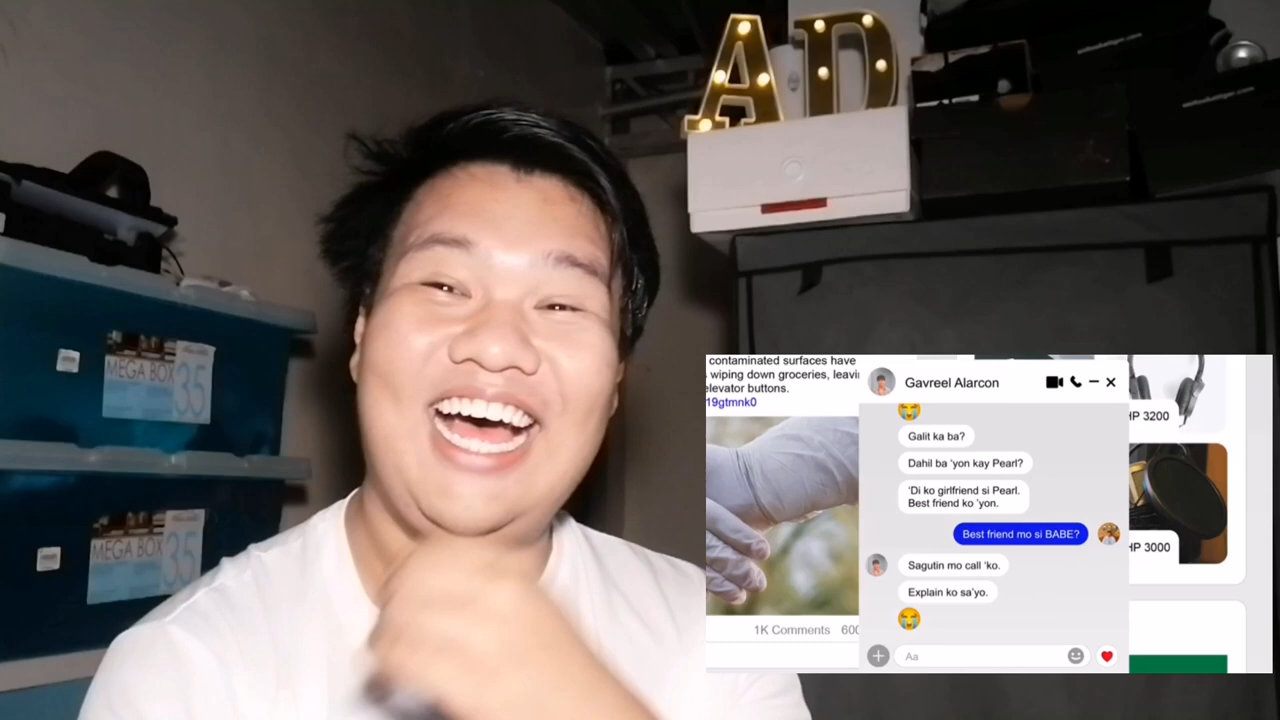 AD
MEGA BOX
35
MEGA BOX
35
contaminated surfaces have
wiping down groceries, leavi
elevator buttons.
19gtmnk0
1K Comments 600
Gavreel Alarcon
Galit ka ba?
Dahil ba 'yon kay Pearl?
'Di ko girlfriend si Pearl.
Best friend ko 'yon.
Best friend mo si BABE?
Sagutin mo call 'ko.
Explain ko sa'yo.
Aa
HP 3200
HP 3000